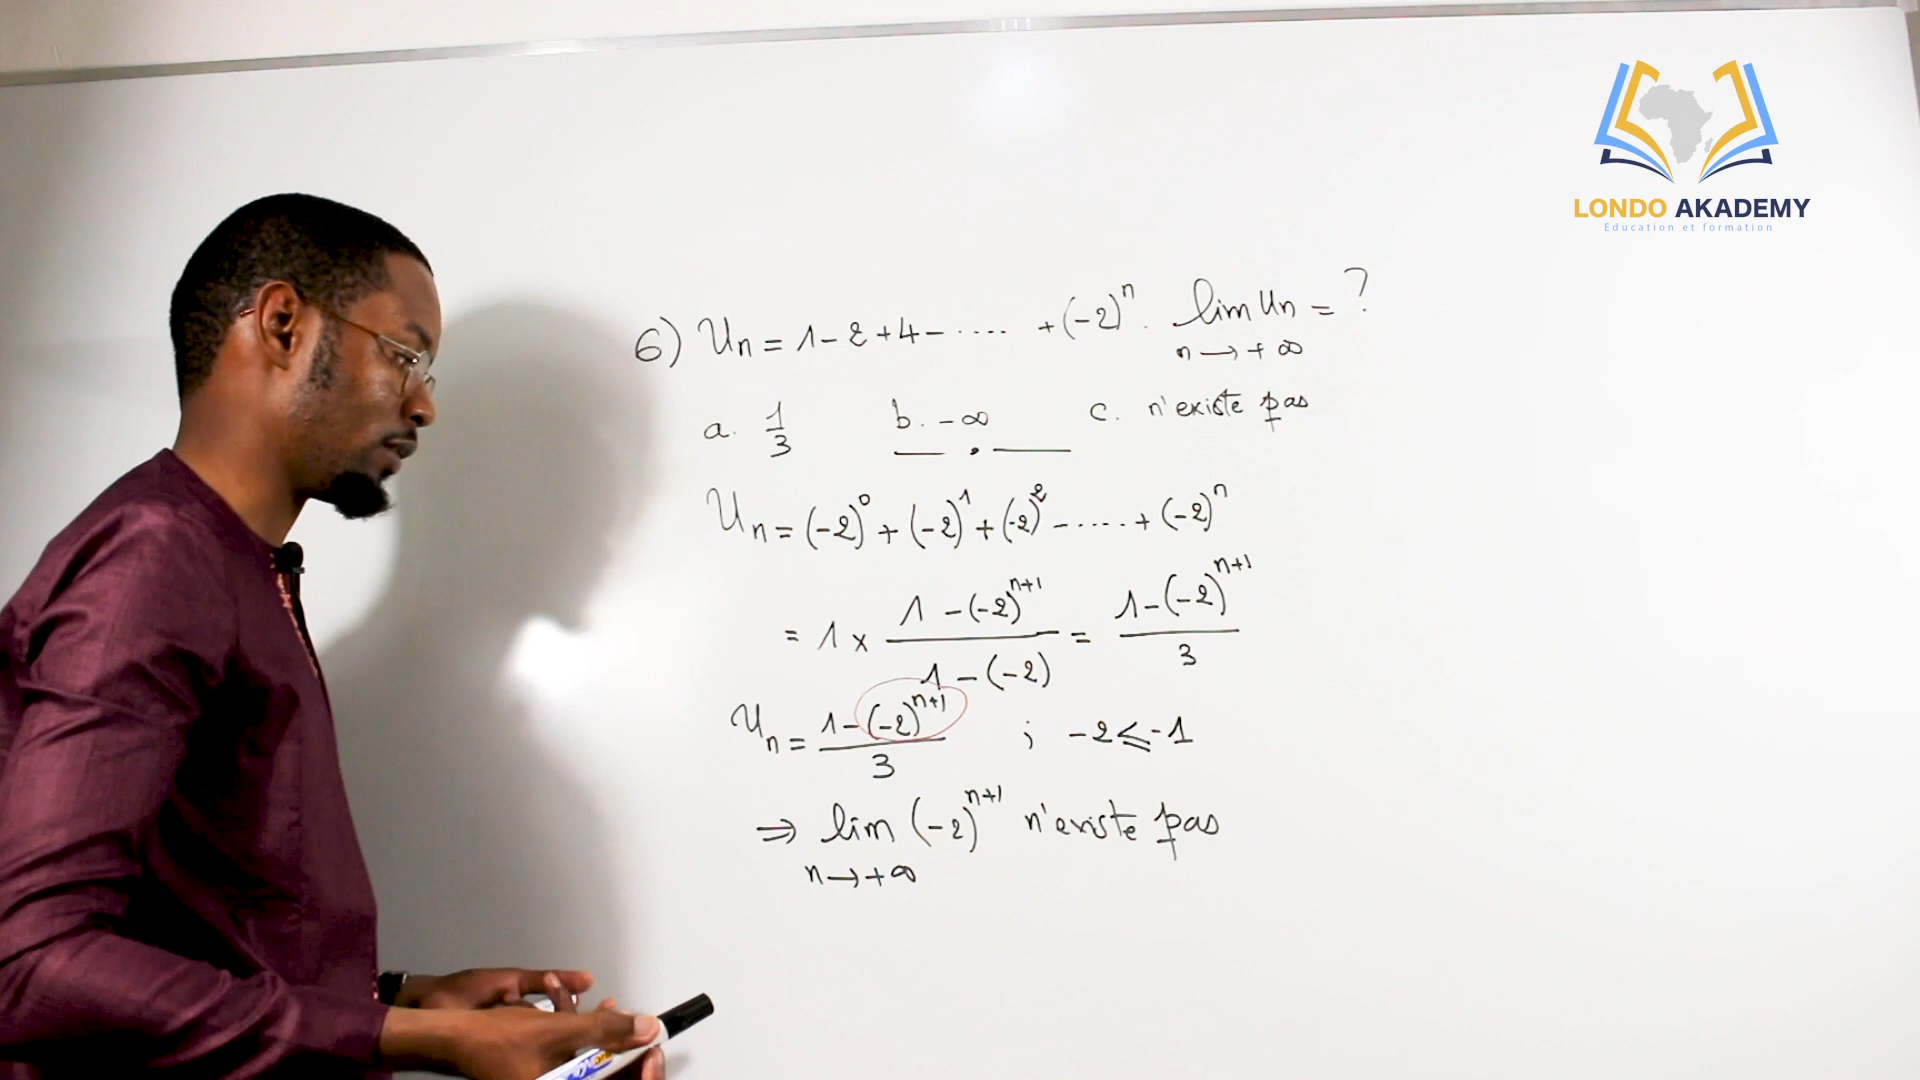 LONDO AKADEMY
Education et formation
6) Un = 1 - 2 + 4 - ..... + (-2)^n. lim Un = ?
n → +∞
a. 1/3 b. -∞ c. n'existe pas
Un = (-2)^0 + (-2)^1 + (-2)^2 - ..... + (-2)^n
= 1 × (1 - (-2)^(n+1)) / (1 - (-2)) = (1 - (-2)^(n+1)) / 3
Un = (1 - (-2)^(n+1)) / 3 ; -2 ≤ -1
⇒ lim (-2)^(n+1) n'existe pas
n → +∞